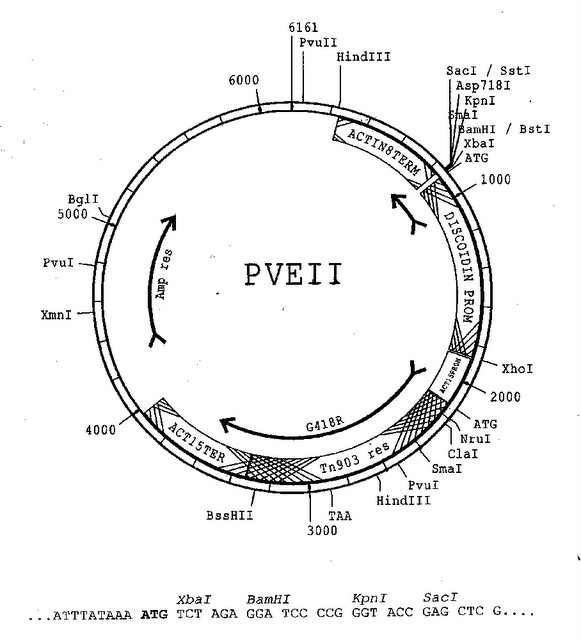 6161
PvuII
HindIII
6000
SacI / SstI
Asp718I
KpnI
SmaI
BamHI / BstI
XbaI
ATG
ACTIN8TERM
1000
DISCOIDIN PROM
BglI
5000
PvuI
XmnI
Amp res
PVEII
XhoI
ACT15PROM
2000
ATG
NruI
ClaI
SmaI
PvuI
HindIII
G418R
Tn903 res
ACT15TER
4000
BssHII
TAA
3000
XbaI BamHI KpnI SacI
...ATTTATAAA ATG TCT AGA GGA TCC CCG GGT ACC GAG CTC G....